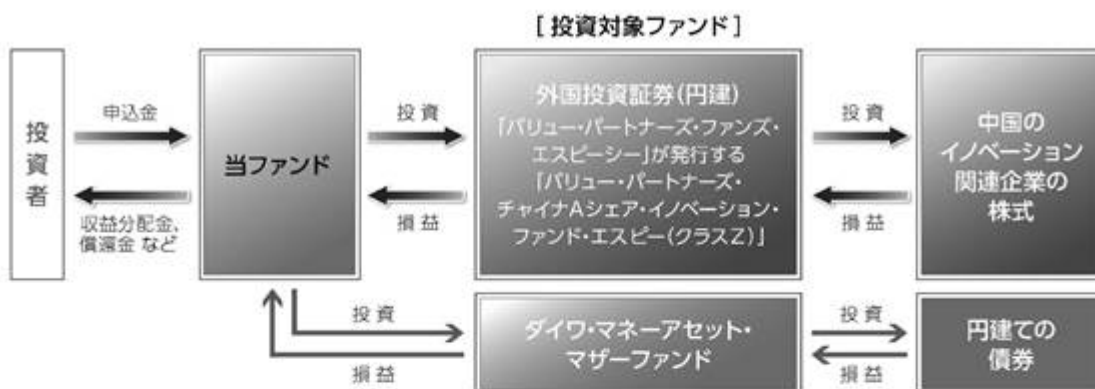 [投資対象ファンド]
投資者
申込金
収益分配金、
償還金 など
当ファンド
投資
損益
外国投資証券(円建)
「バリュー・パートナーズ・ファンズ・
エスピーシー」が発行する
「バリュー・パートナーズ・
チャイナAシェア・イノベーション・
ファンド・エスピー(クラスZ)」
投資
損益
中国の
イノベーション
関連企業の
株式
投資
損益
ダイワ・マネーアセット・
マザーファンド
投資
損益
円建ての
債券